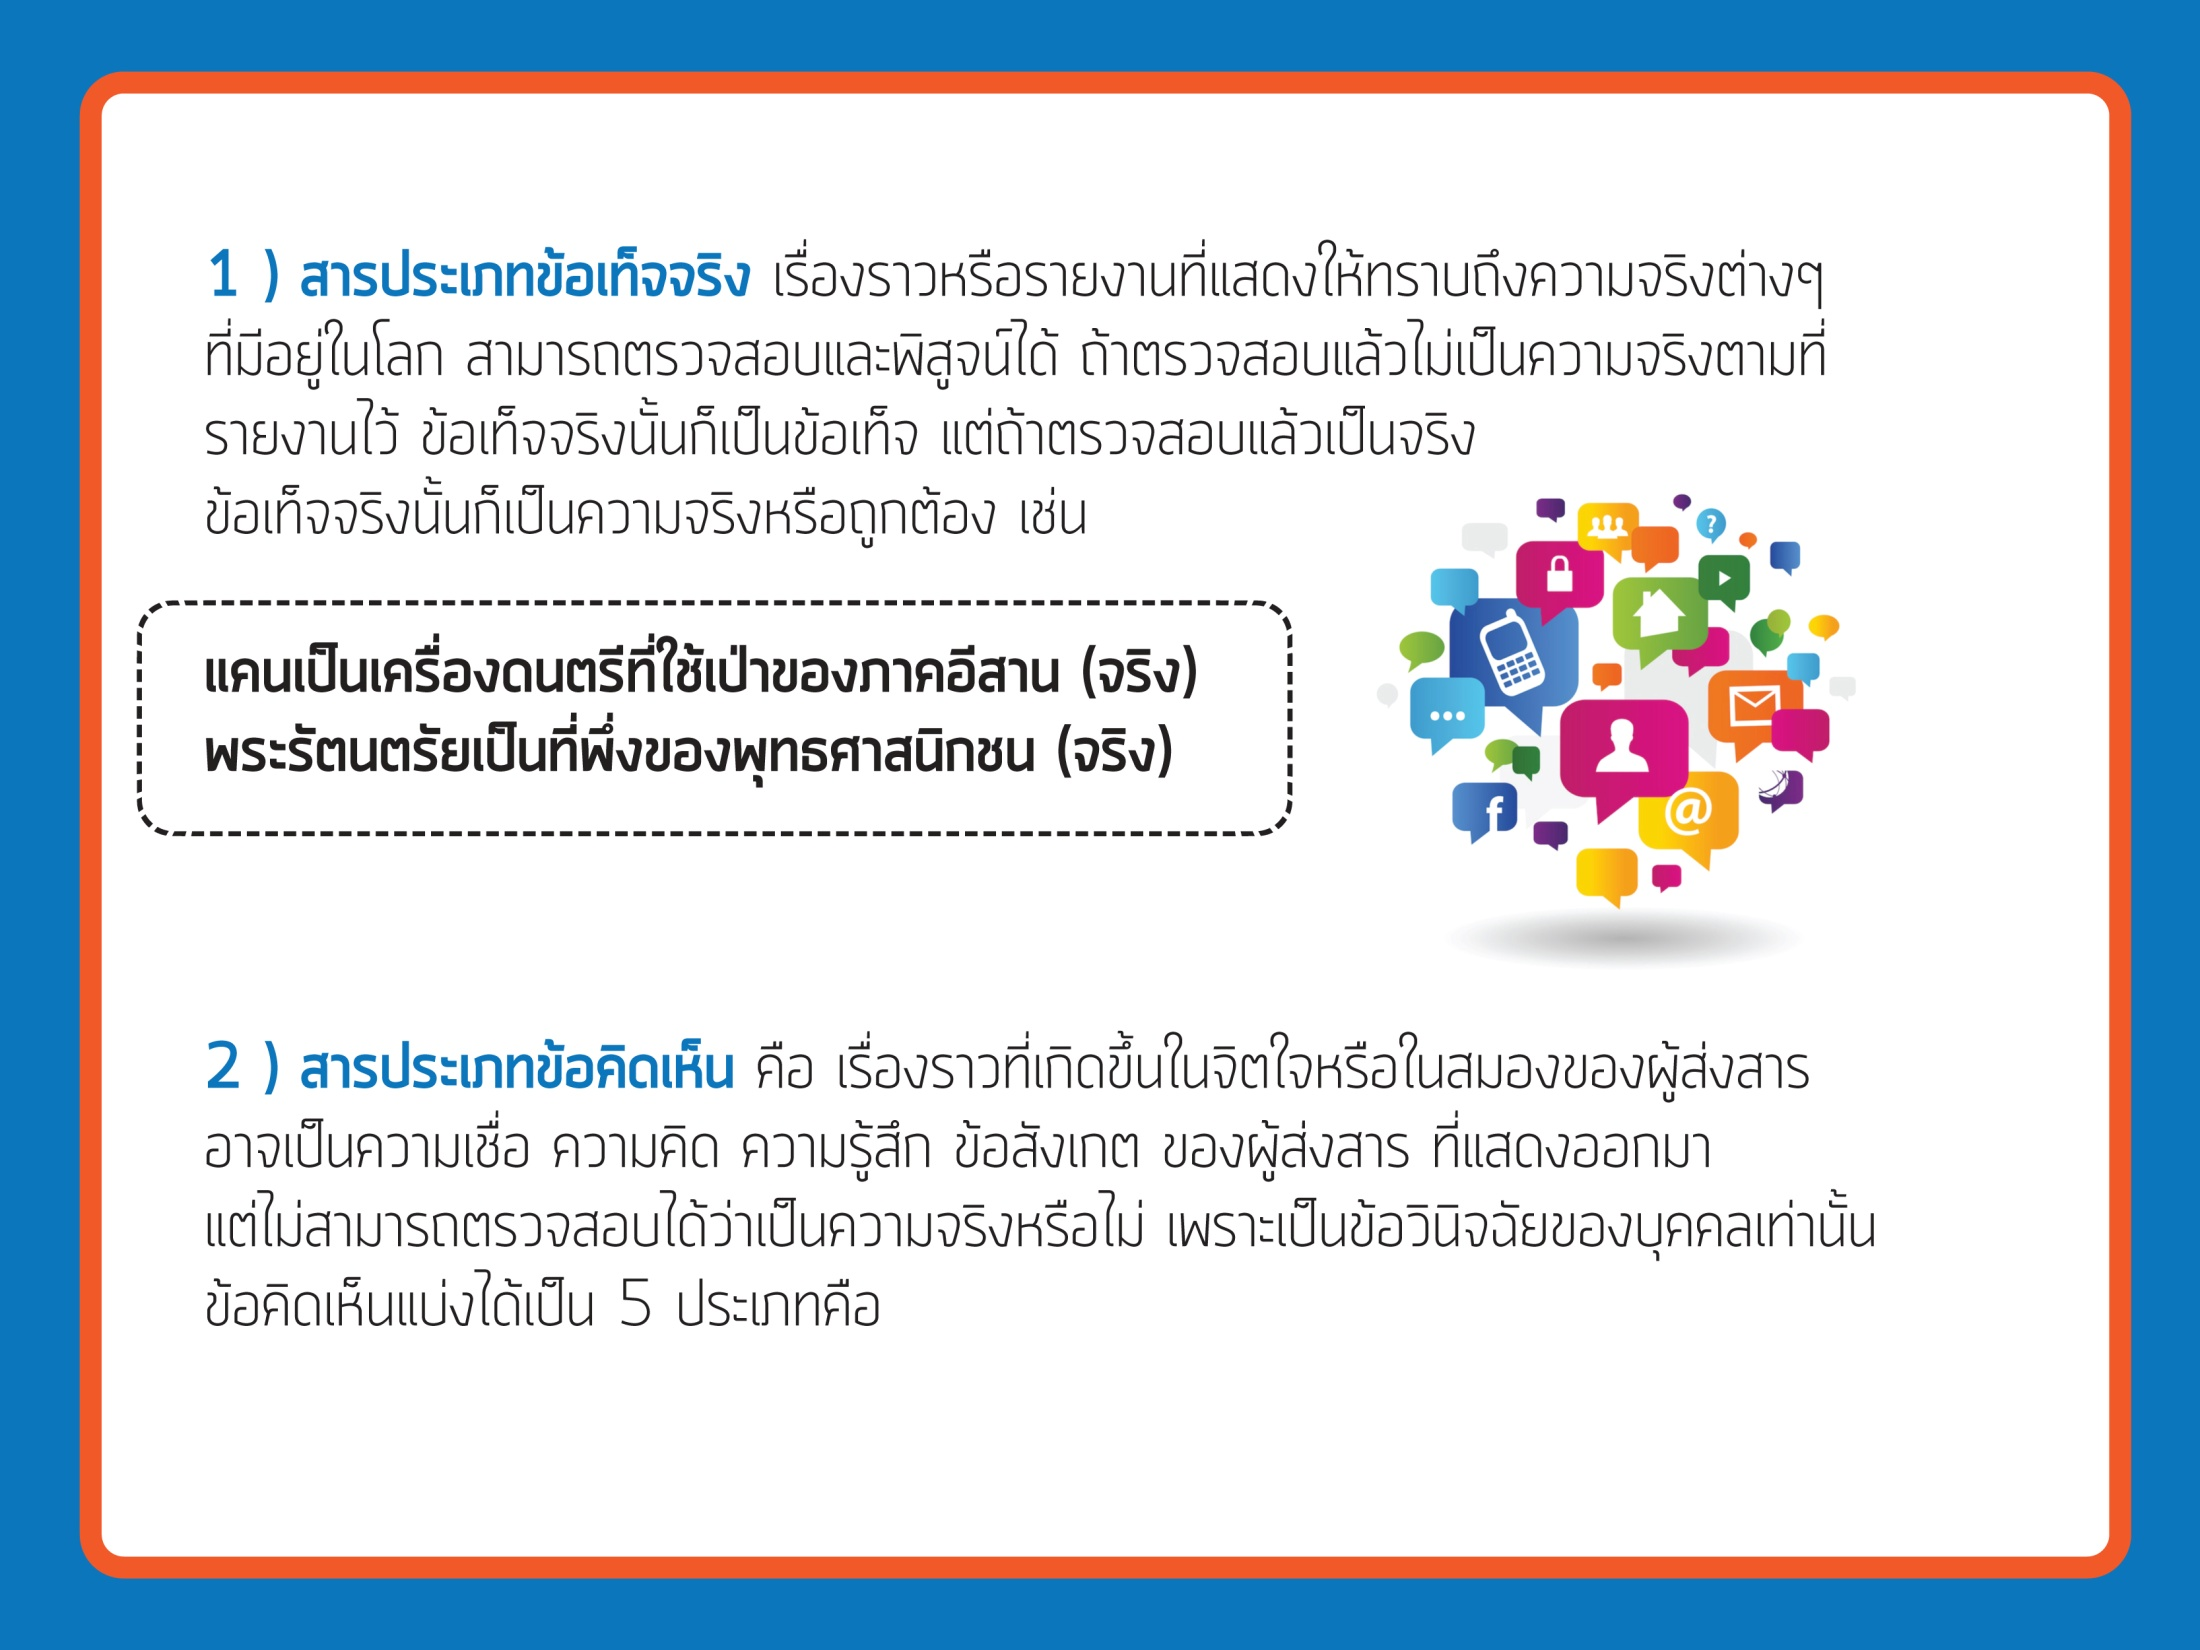 1 ) สารประเภทข้อเท็จจริง เรื่องราวหรือรายงานที่แสดงให้ทราบถึงความจริงต่างๆ
ที่มีอยู่ในโลก สามารถตรวจสอบและพิสูจน์ได้ ถ้าตรวจสอบแล้วไม่เป็นความจริงตามที่
รายงานไว้ ข้อเท็จจริงนั้นก็เป็นข้อเท็จ แต่ถ้าตรวจสอบแล้วเป็นจริง
ข้อเท็จจริงนั้นก็เป็นความจริงหรือถูกต้อง เช่น
แคนเป็นเครื่องดนตรีที่ใช้เป่าของภาคอีสาน (จริง)
พระรัตนตรัยเป็นที่พึ่งของพุทธศาสนิกชน (จริง)
2 ) สารประเภทข้อคิดเห็น คือ เรื่องราวที่เกิดขึ้นในจิตใจหรือในสมองของผู้ส่งสาร
อาจเป็นความเชื่อ ความคิด ความรู้สึก ข้อสังเกต ของผู้ส่งสาร ที่แสดงออกมา
แต่ไม่สามารถตรวจสอบได้ว่าเป็นความจริงหรือไม่ เพราะเป็นข้อวินิจฉัยของบุคคลเท่านั้น
ข้อคิดเห็นแบ่งได้เป็น 5 ประเภทคือ